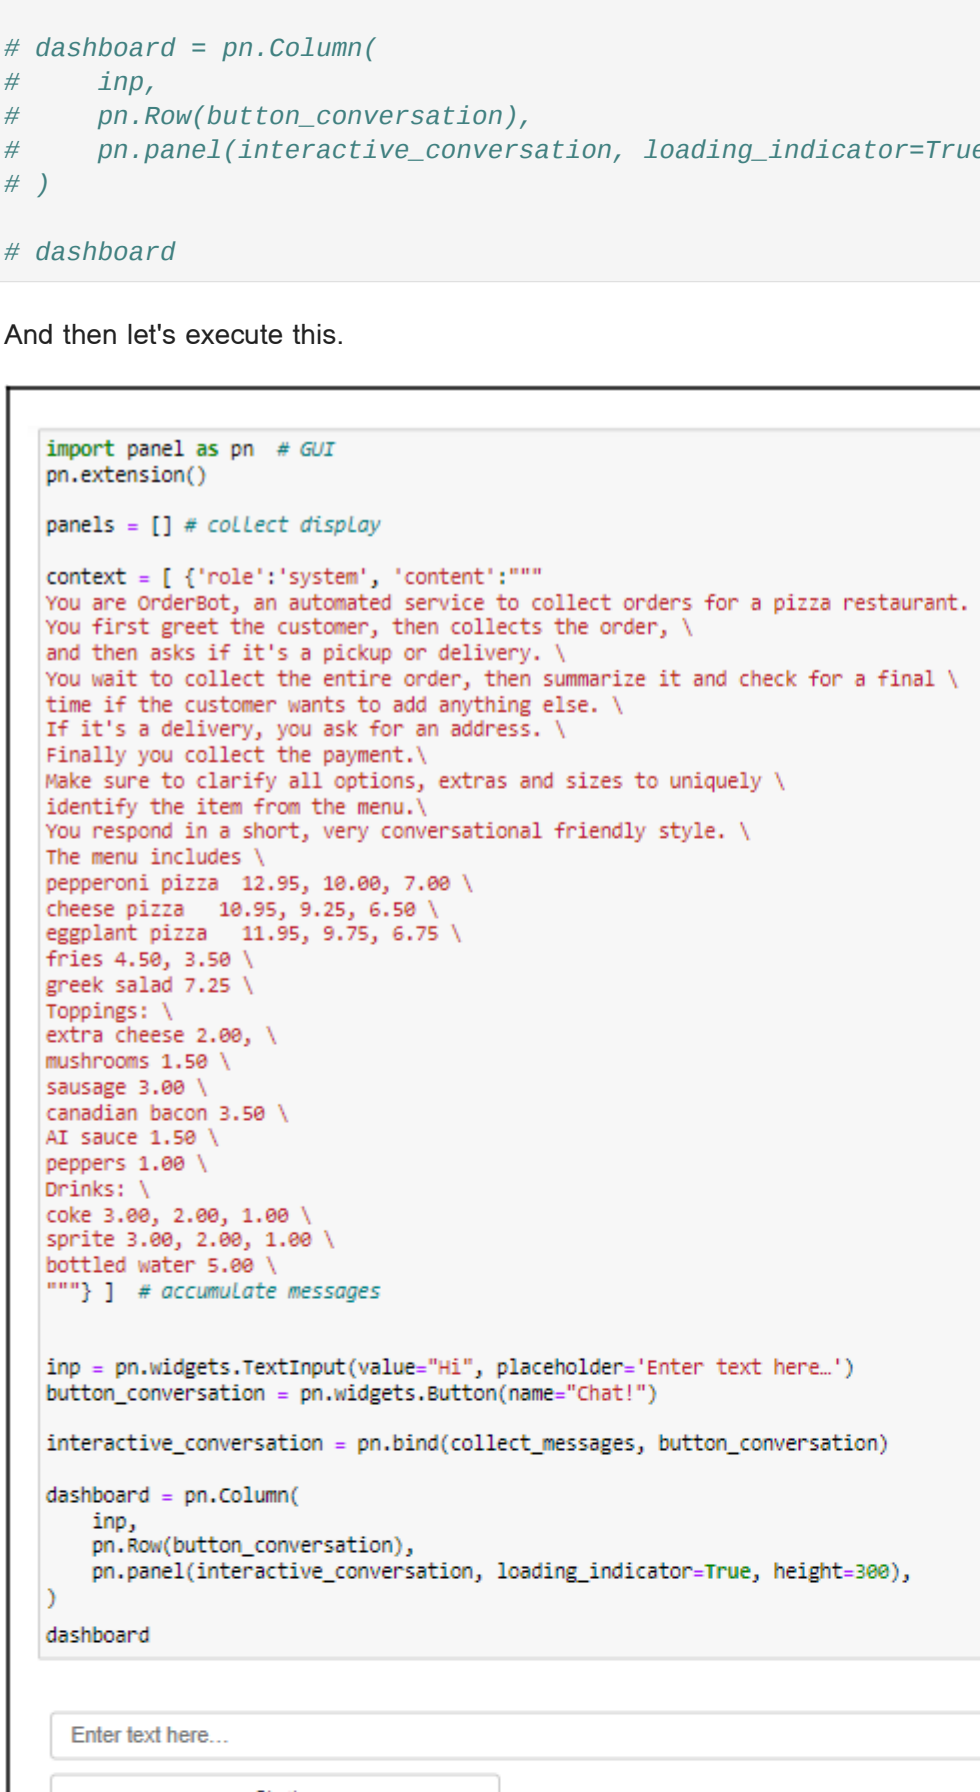 # dashboard = pn.Column(
#     inp,
#     pn.Row(button_conversation),
#     pn.panel(interactive_conversation, loading_indicator=True
# )
# dashboard
And then let's execute this.
import panel as pn  # GUI
pn.extension()
panels = [] # collect display
context = [ {'role':'system', 'content':"""
You are OrderBot, an automated service to collect orders for a pizza restaurant.
You first greet the customer, then collects the order, \
and then asks if it's a pickup or delivery. \
You wait to collect the entire order, then summarize it and check for a final \
time if the customer wants to add anything else. \
If it's a delivery, you ask for an address. \
Finally you collect the payment.\
Make sure to clarify all options, extras and sizes to uniquely \
identify the item from the menu.\
You respond in a short, very conversational friendly style. \
The menu includes \
pepperoni pizza  12.95, 10.00, 7.00 \
cheese pizza   10.95, 9.25, 6.50 \
eggplant pizza   11.95, 9.75, 6.75 \
fries 4.50, 3.50 \
greek salad 7.25 \
Toppings: \
extra cheese 2.00, \
mushrooms 1.50 \
sausage 3.00 \
canadian bacon 3.50 \
AI sauce 1.50 \
peppers 1.00 \
Drinks: \
coke 3.00, 2.00, 1.00 \
sprite 3.00, 2.00, 1.00 \
bottled water 5.00 \
"""} ]  # accumulate messages
inp = pn.widgets.TextInput(value="Hi", placeholder='Enter text here…')
button_conversation = pn.widgets.Button(name="Chat!")
interactive_conversation = pn.bind(collect_messages, button_conversation)
dashboard = pn.Column(
    inp,
    pn.Row(button_conversation),
    pn.panel(interactive_conversation, loading_indicator=True, height=300),
)
dashboard
Enter text here…